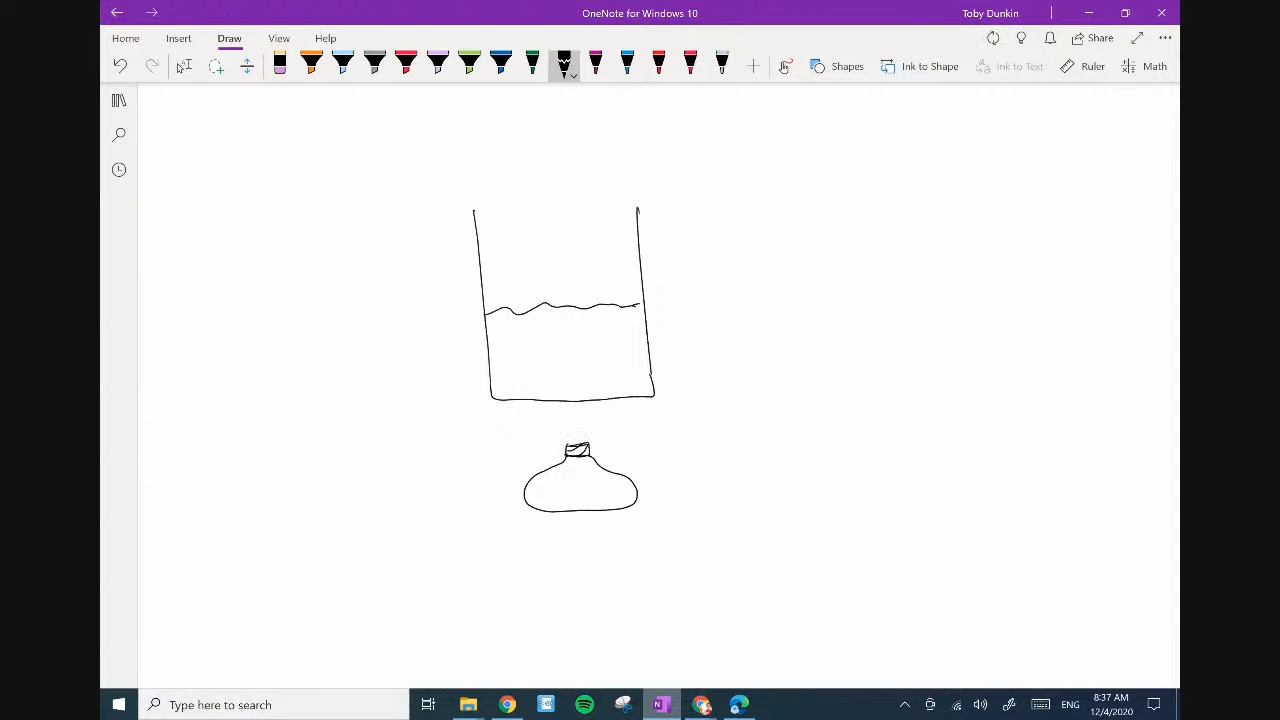 OneNote for Windows 10
Toby Dunkin
Home Insert Draw View Help
Share
Shapes Ink to Shape Ink to Text Ruler Math
Type here to search
ENG
8:37 AM
12/4/2020